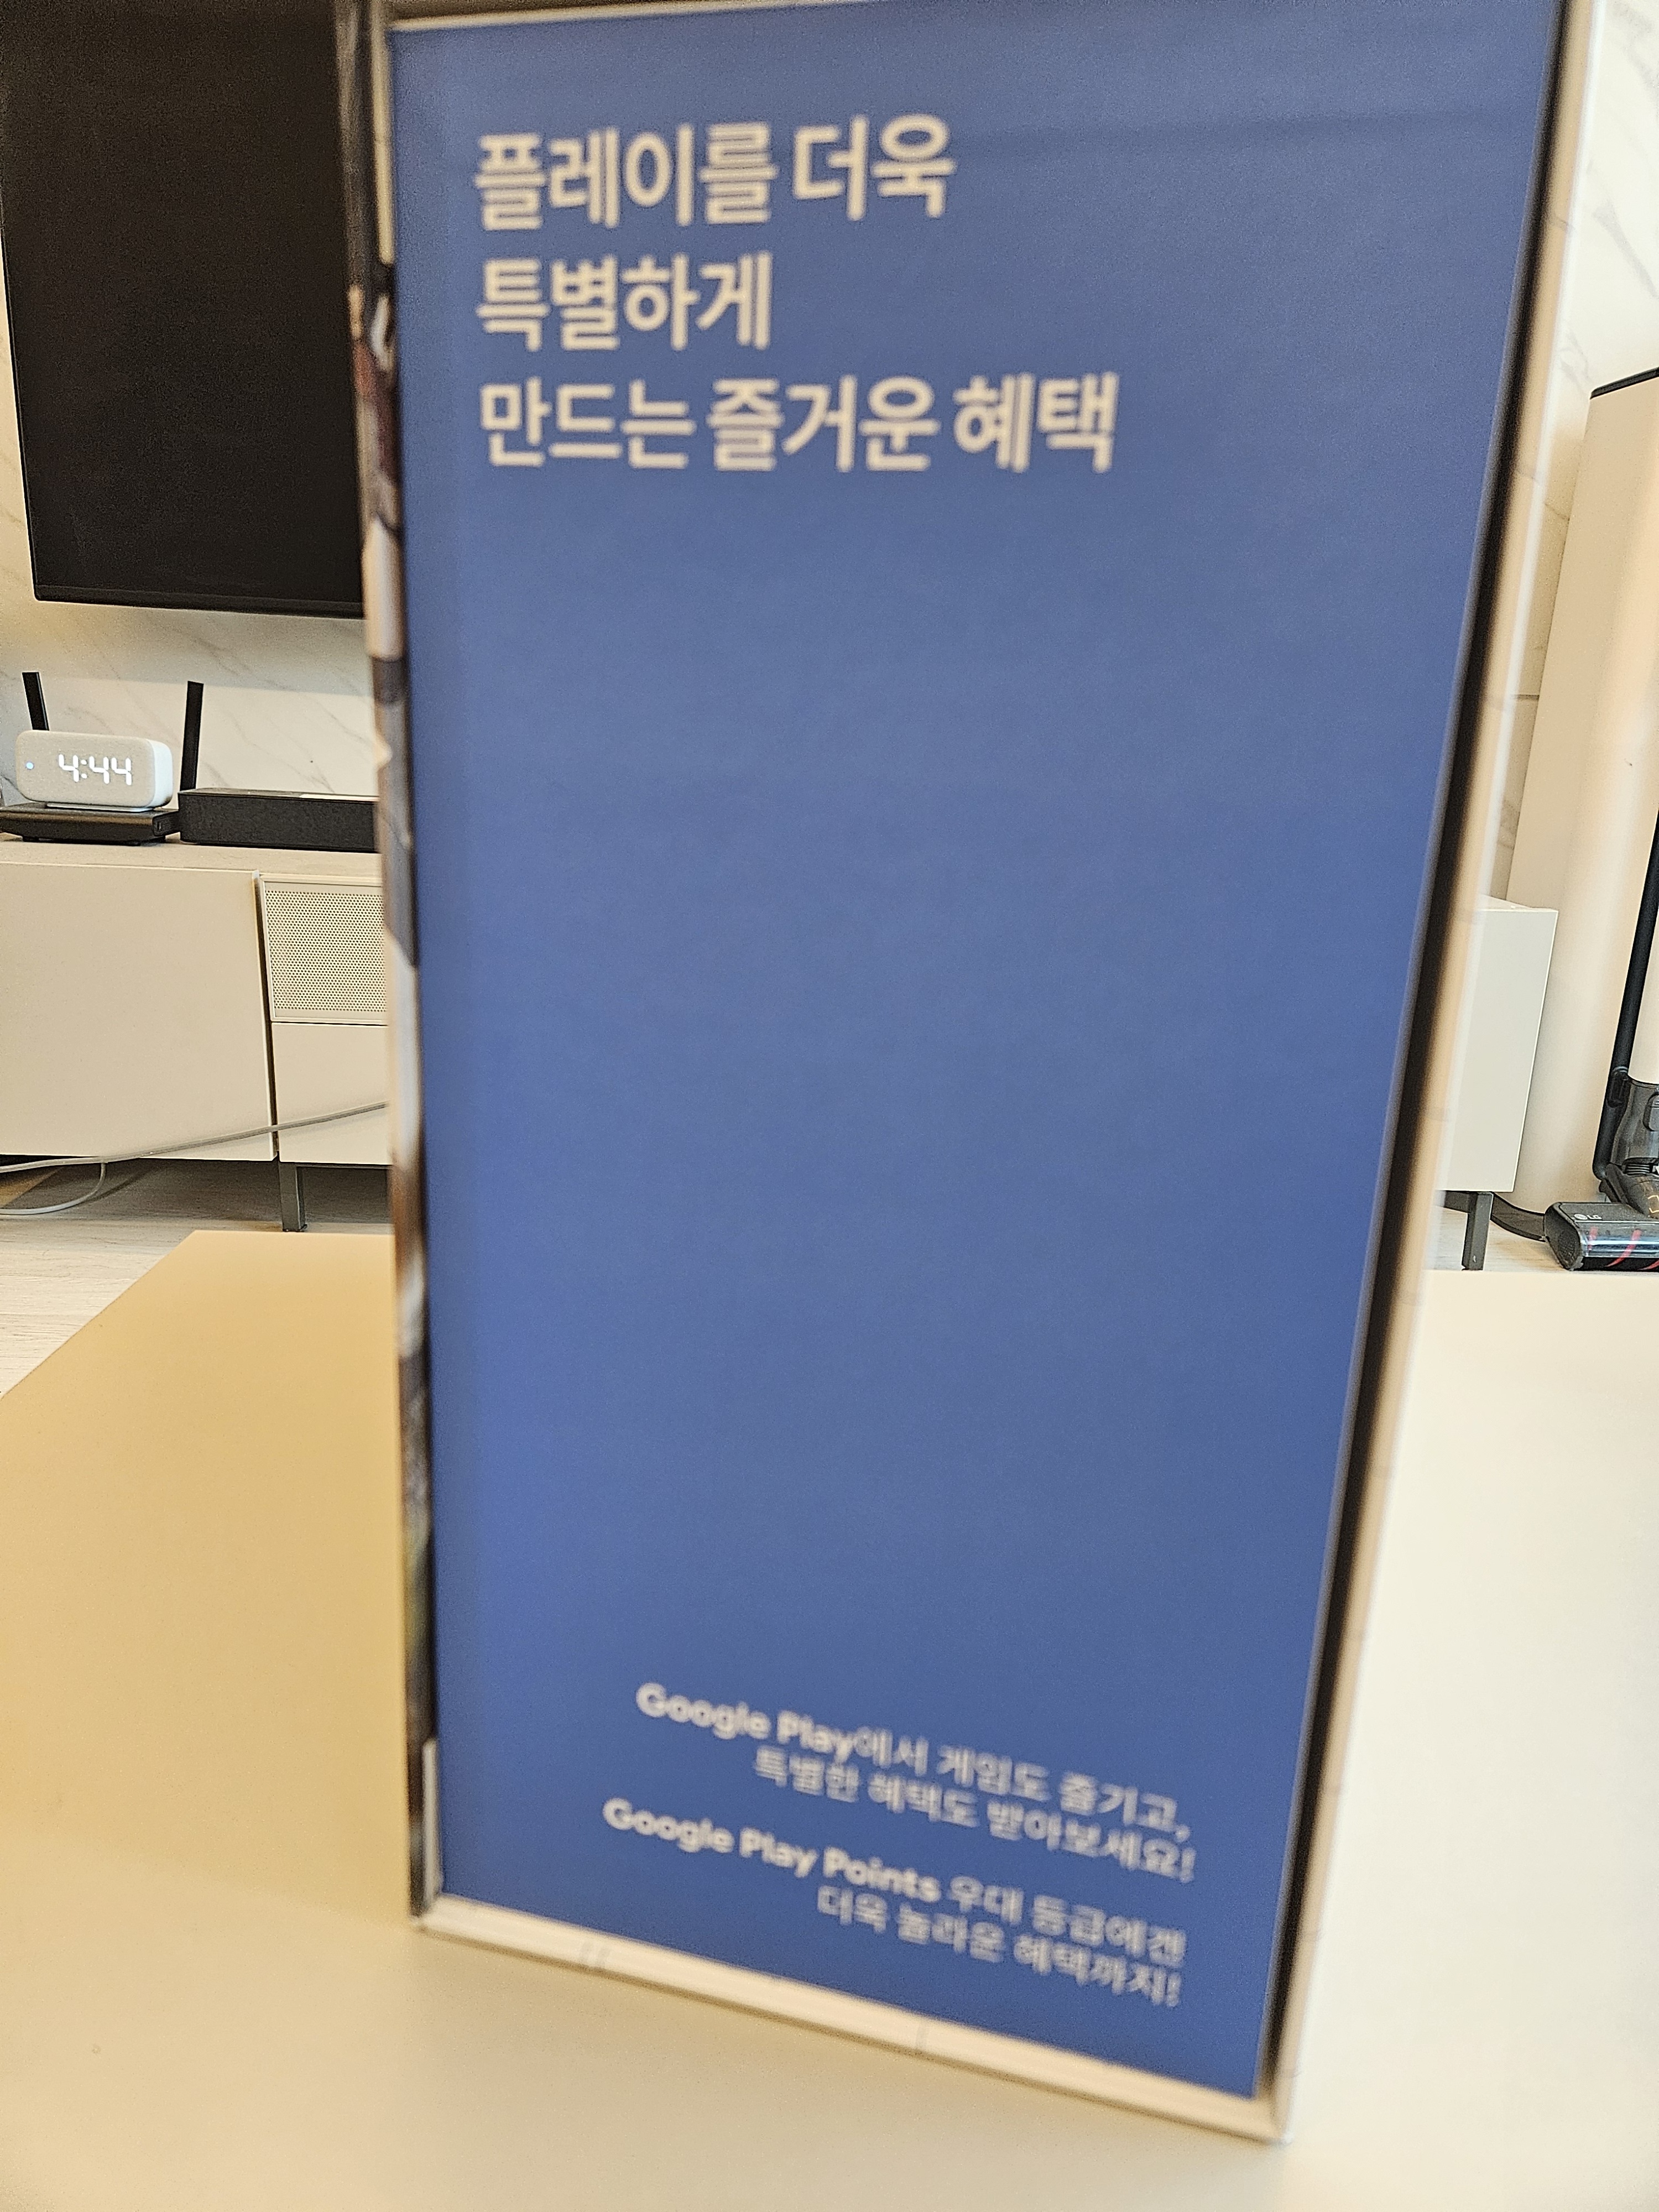 플레이를 더욱
특별하게
만드는 즐거운 혜택
4:44
LG
Google Play에서 게임도 즐기고,
특별한 혜택도 받아보세요!
Google Play Points 우대 등급에겐
더욱 놀라운 혜택까지!